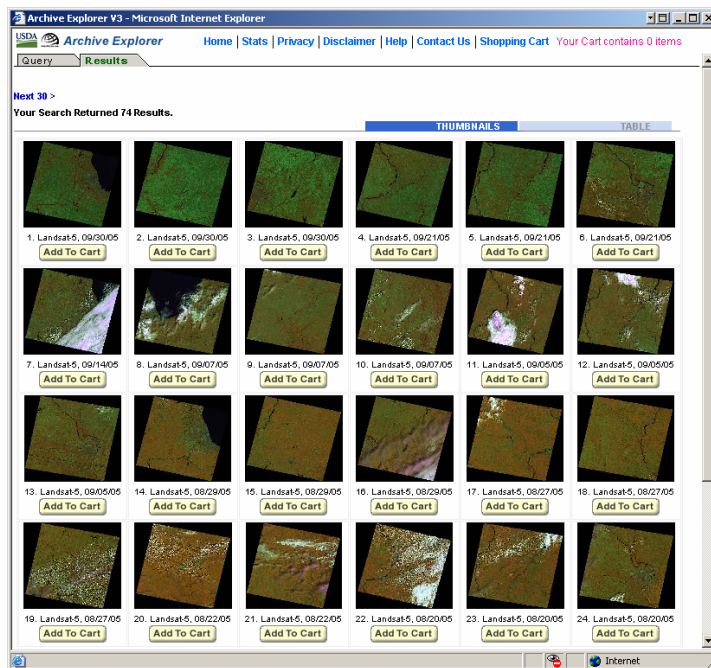 Archive Explorer V3 - Microsoft Internet Explorer
USDA Archive Explorer Home | Stats | Privacy | Disclaimer | Help | Contact Us | Shopping Cart Your Cart contains 0 items
Query Results
Next 30 >
Your Search Returned 74 Results.
THUMBNAILS TABLE
1. Landsat-5, 09/30/05 2. Landsat-5, 09/30/05 3. Landsat-5, 09/30/05 4. Landsat-5, 09/21/05 5. Landsat-5, 09/21/05 6. Landsat-5, 09/21/05
Add To Cart Add To Cart Add To Cart Add To Cart Add To Cart Add To Cart
7. Landsat-5, 09/14/05 8. Landsat-5, 09/07/05 9. Landsat-5, 09/07/05 10. Landsat-5, 09/07/05 11. Landsat-5, 09/05/05 12. Landsat-5, 09/05/05
Add To Cart Add To Cart Add To Cart Add To Cart Add To Cart Add To Cart
13. Landsat-5, 09/05/05 14. Landsat-5, 08/29/05 15. Landsat-5, 08/29/05 16. Landsat-5, 08/29/05 17. Landsat-5, 08/27/05 18. Landsat-5, 08/27/05
Add To Cart Add To Cart Add To Cart Add To Cart Add To Cart Add To Cart
19. Landsat-5, 08/27/05 20. Landsat-5, 08/22/05 21. Landsat-5, 08/22/05 22. Landsat-5, 08/20/05 23. Landsat-5, 08/20/05 24. Landsat-5, 08/20/05
Add To Cart Add To Cart Add To Cart Add To Cart Add To Cart Add To Cart
Internet